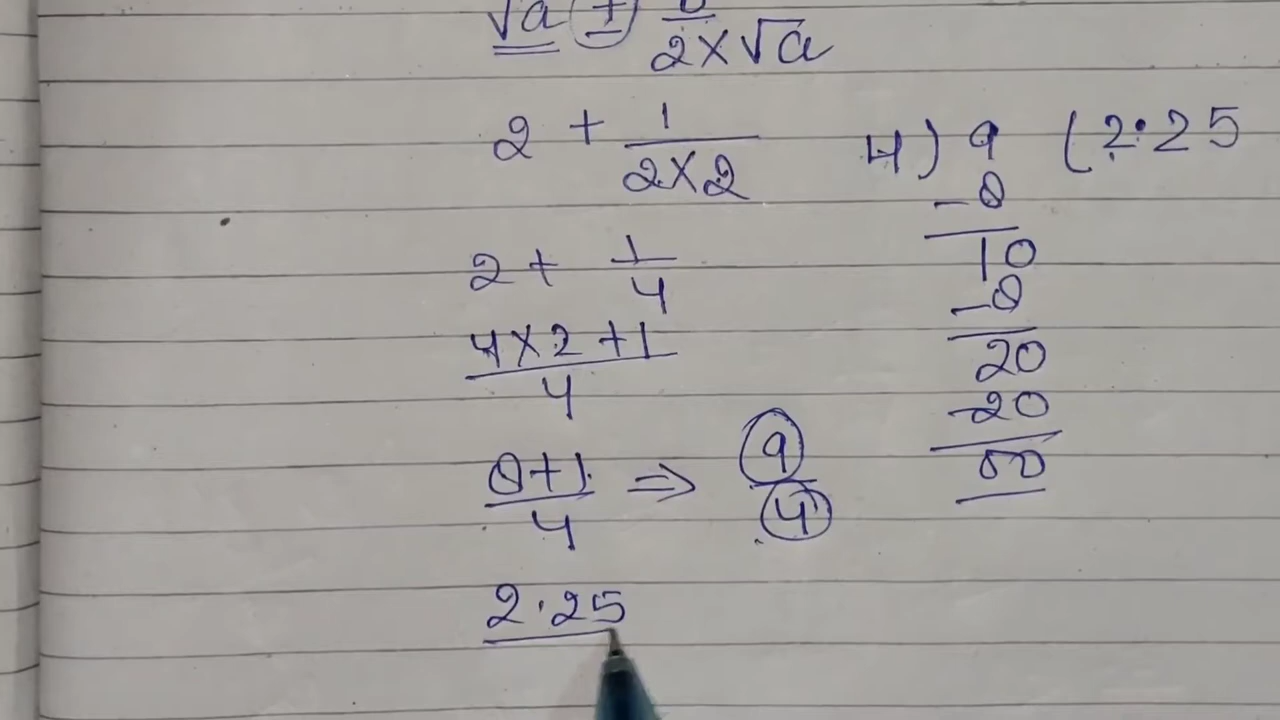 √a ± b
2×√a
2 + 1
2×2
2 + 1
4
4×2+1
4
8+1 ⇒ 9
4 4
2.25
4) 9 (2.25
-8
10
-8
20
-20
00